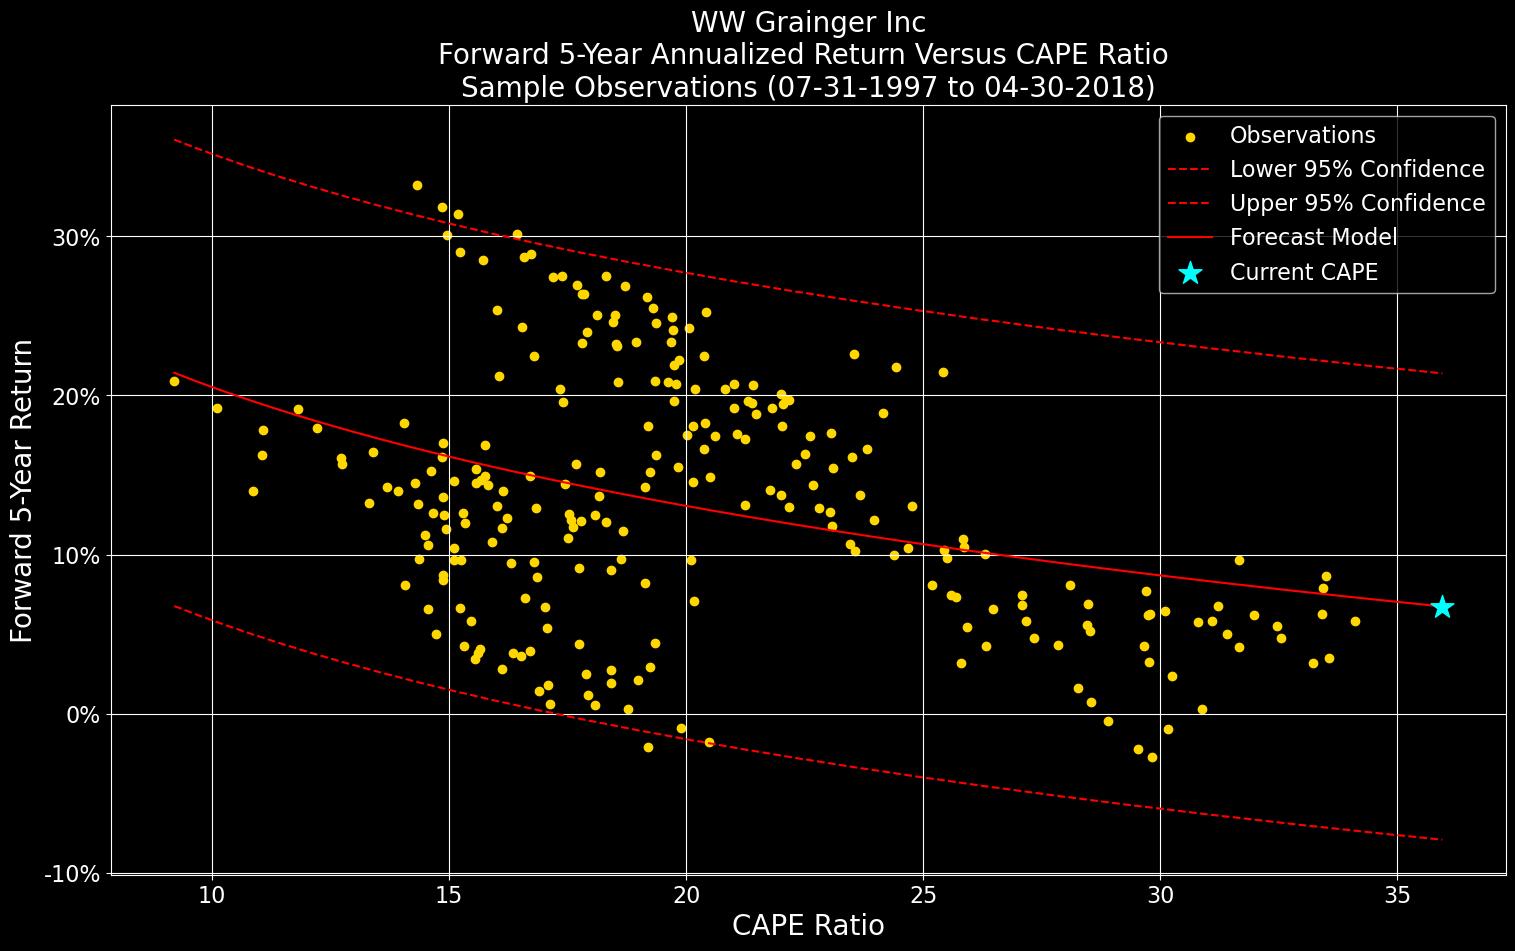 WW Grainger Inc
Forward 5-Year Annualized Return Versus CAPE Ratio
Sample Observations (07-31-1997 to 04-30-2018)
Observations
Lower 95% Confidence
Upper 95% Confidence
Forecast Model
Current CAPE
Forward 5-Year Return
30%
20%
10%
0%
-10%
10 15 20 25 30 35
CAPE Ratio